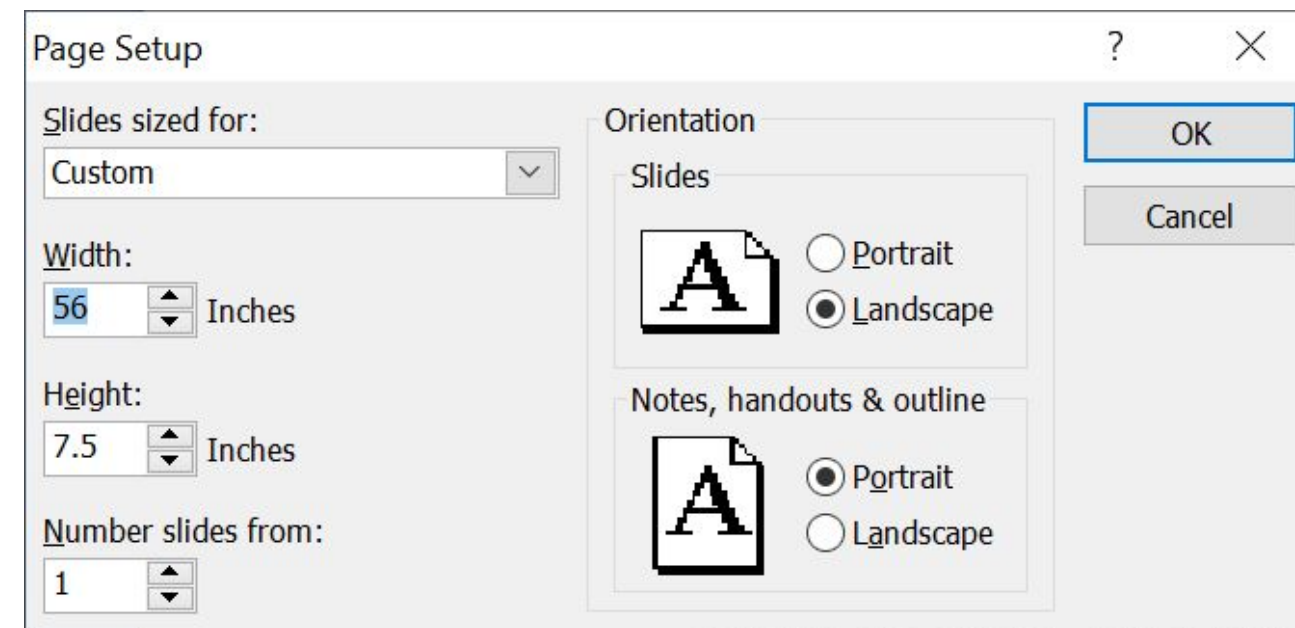 Page Setup
?
Slides sized for:
Custom
Width:
56 Inches
Height:
7.5 Inches
Number slides from:
1
Orientation
Slides
A
Portrait
Landscape
Notes, handouts & outline
A
Portrait
Landscape
OK
Cancel